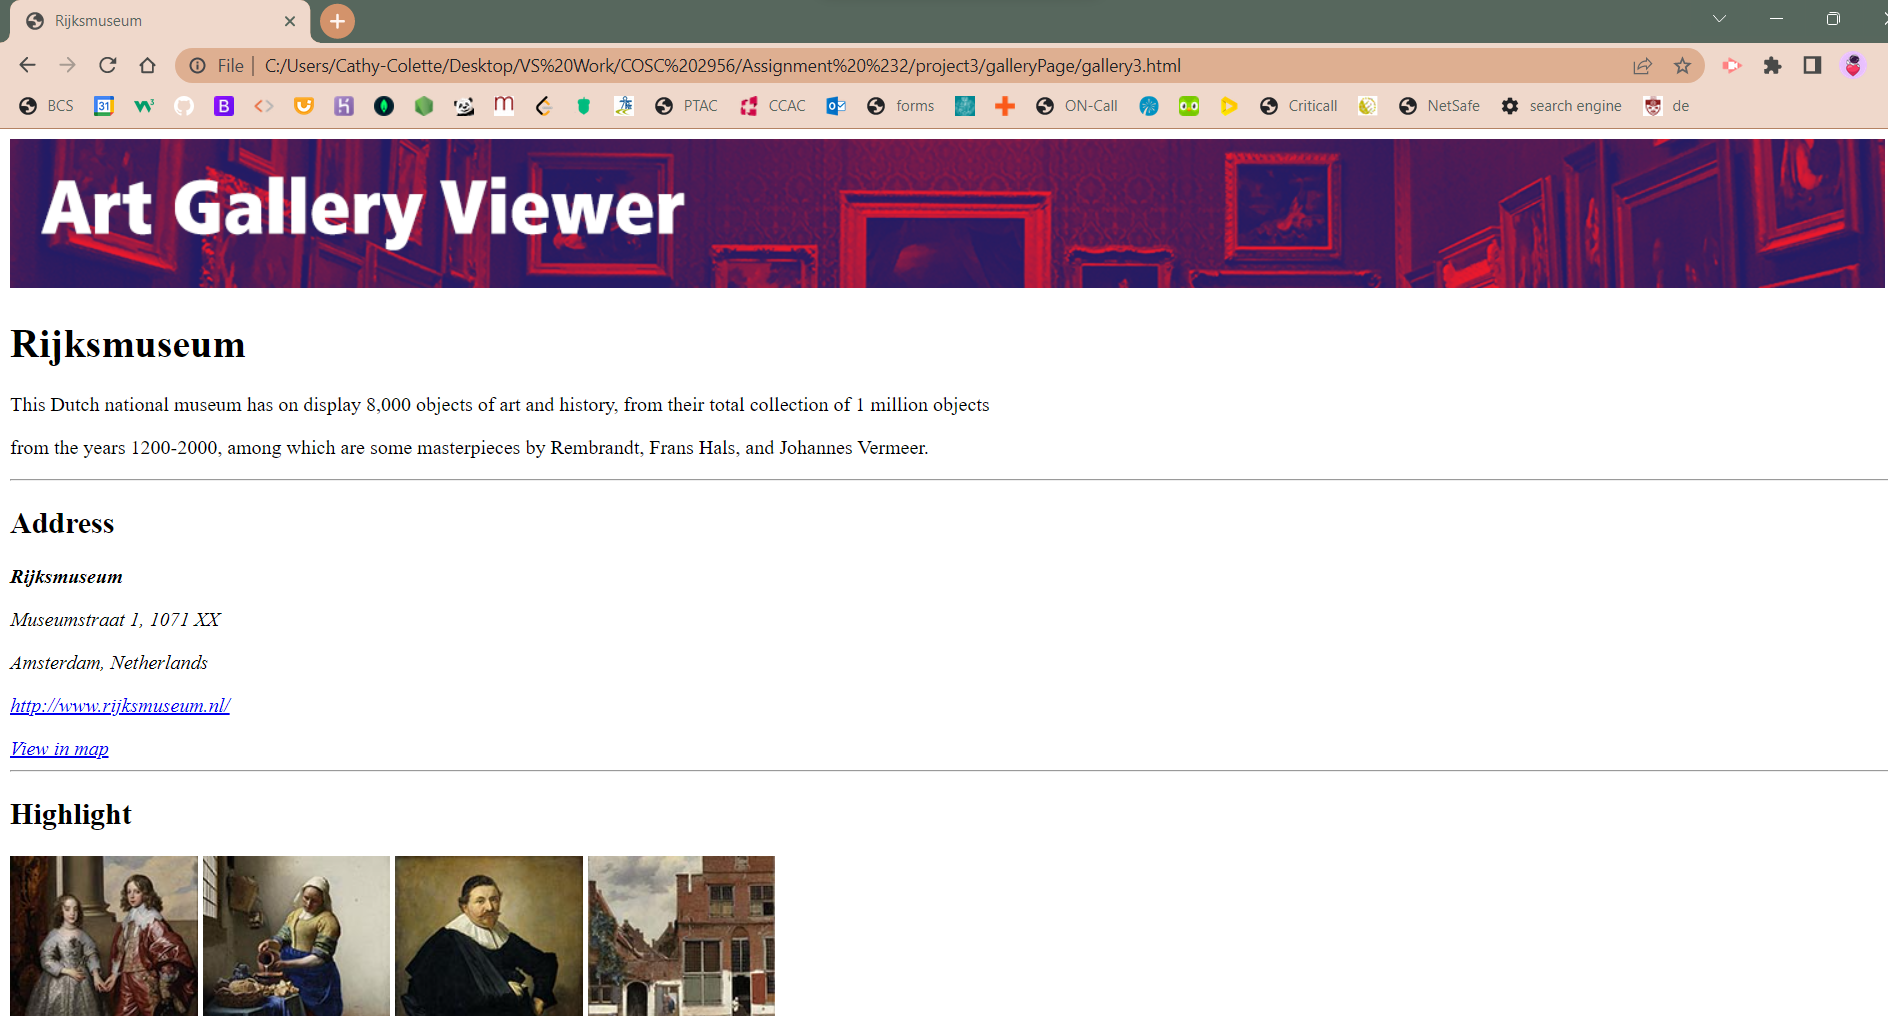 Rijksmuseum
File | C:/Users/Cathy-Colette/Desktop/VS%20Work/COSC%202956/Assignment%20%232/project3/galleryPage/gallery3.html
BCS 31 3 B m PTAC CCAC forms ON-Call Criticall NetSafe search engine de
Art Gallery Viewer
Rijksmuseum
This Dutch national museum has on display 8,000 objects of art and history, from their total collection of 1 million objects
from the years 1200-2000, among which are some masterpieces by Rembrandt, Frans Hals, and Johannes Vermeer.
Address
Rijksmuseum
Museumstraat 1, 1071 XX
Amsterdam, Netherlands
http://www.rijksmuseum.nl/
View in map
Highlight